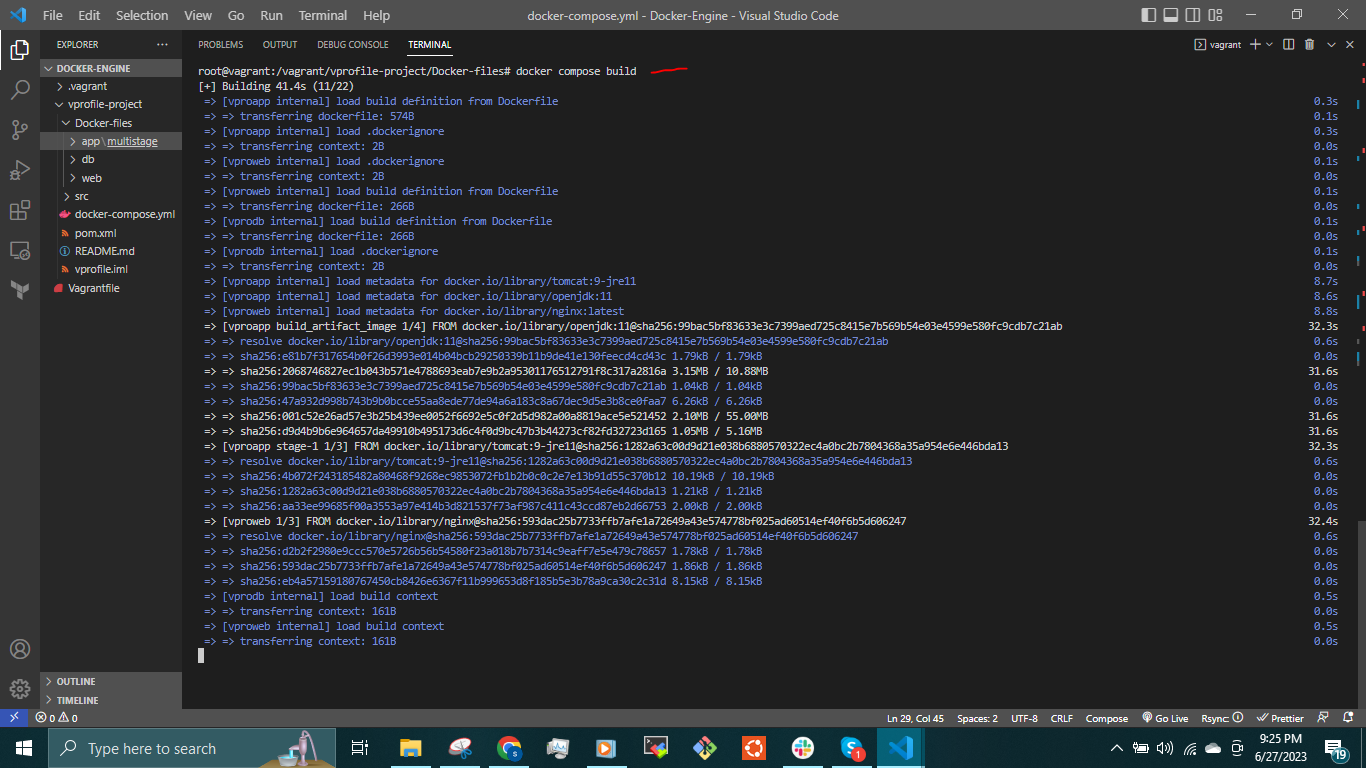 File Edit Selection View Go Run Terminal Help
docker-compose.yml - Docker-Engine - Visual Studio Code
EXPLORER
DOCKER-ENGINE
.vagrant
vprofile-project
Docker-files
app\multistage
db
web
src
docker-compose.yml
pom.xml
README.md
vprofile.iml
Vagrantfile
OUTLINE
TIMELINE
PROBLEMS OUTPUT DEBUG CONSOLE TERMINAL
vagrant
root@vagrant:/vagrant/vprofile-project/Docker-files# docker compose build
[+] Building 41.4s (11/22)
=> [vproapp internal] load build definition from Dockerfile 0.3s
=> => transferring dockerfile: 574B 0.1s
=> [vproapp internal] load .dockerignore 0.3s
=> => transferring context: 2B 0.0s
=> [vproweb internal] load .dockerignore 0.1s
=> => transferring context: 2B 0.0s
=> [vproweb internal] load build definition from Dockerfile 0.1s
=> => transferring dockerfile: 266B 0.0s
=> [vprodb internal] load build definition from Dockerfile 0.1s
=> => transferring dockerfile: 266B 0.0s
=> [vprodb internal] load .dockerignore 0.1s
=> => transferring context: 2B 0.0s
=> [vproapp internal] load metadata for docker.io/library/tomcat:9-jre11 8.7s
=> [vproapp internal] load metadata for docker.io/library/openjdk:11 8.6s
=> [vproweb internal] load metadata for docker.io/library/nginx:latest 8.8s
=> [vproapp build_artifact_image 1/4] FROM docker.io/library/openjdk:11@sha256:99bac5bf83633e3c7399aed725c8415e7b569b54e03e4599e580fc9cdb7c21ab 32.3s
=> => resolve docker.io/library/openjdk:11@sha256:99bac5bf83633e3c7399aed725c8415e7b569b54e03e4599e580fc9cdb7c21ab 0.6s
=> => sha256:e81b7f317654b0f26d3993e014b04bcb29250339b11b9de41e130feecd4cd43c 1.79kB / 1.79kB 0.0s
=> => sha256:2068746827ec1b043b571e4788693eab7e9b2a95301176512791f8c317a2816a 3.15MB / 10.88MB 31.6s
=> => sha256:99bac5bf83633e3c7399aed725c8415e7b569b54e03e4599e580fc9cdb7c21ab 1.04kB / 1.04kB 0.0s
=> => sha256:47a932d998b743b9b0bcce55aa8ede77de94a6a183c8a67dec9d5e3b8ce0faa7 6.26kB / 6.26kB 0.0s
=> => sha256:001c52e26ad57e3b25b439ee0052f6692e5c0f2d5d982a00a8819ace5e521452 2.10MB / 55.00MB 31.6s
=> => sha256:d9d4b9b6e964657da49910b495173d6c4f0d9bc47b3b44273cf82fd32723d165 1.05MB / 5.16MB 31.6s
=> [vproapp stage-1 1/3] FROM docker.io/library/tomcat:9-jre11@sha256:1282a63c00d9d21e038b6880570322ec4a0bc2b7804368a35a954e6e446bda13 32.3s
=> => resolve docker.io/library/tomcat:9-jre11@sha256:1282a63c00d9d21e038b6880570322ec4a0bc2b7804368a35a954e6e446bda13 0.6s
=> => sha256:4b072f243185482a80468f9268ec9853072fb1b2b0c0c2e7e13b91d55c370b12 10.19kB / 10.19kB 0.0s
=> => sha256:1282a63c00d9d21e038b6880570322ec4a0bc2b7804368a35a954e6e446bda13 1.21kB / 1.21kB 0.0s
=> => sha256:aa33ee99685f00a3553a97e414b3d821537f73af987c411c43ccd87eb2d66753 2.00kB / 2.00kB 0.0s
=> [vproweb 1/3] FROM docker.io/library/nginx@sha256:593dac25b7733ffb7afe1a72649a43e574778bf025ad60514ef40f6b5d606247 32.4s
=> => resolve docker.io/library/nginx@sha256:593dac25b7733ffb7afe1a72649a43e574778bf025ad60514ef40f6b5d606247 0.6s
=> => sha256:d2b2f2980e9ccc570e5726b56b54580f23a018b7b7314c9eaff7e5e479c78657 1.78kB / 1.78kB 0.0s
=> => sha256:593dac25b7733ffb7afe1a72649a43e574778bf025ad60514ef40f6b5d606247 1.86kB / 1.86kB 0.0s
=> => sha256:eb4a57159180767450cb8426e6367f11b999653d8f185b5e3b78a9ca30c2c31d 8.15kB / 8.15kB 0.0s
=> [vprodb internal] load build context 0.5s
=> => transferring context: 161B 0.0s
=> [vproweb internal] load build context 0.5s
=> => transferring context: 161B 0.0s
0 0 Ln 29, Col 45 Spaces: 2 UTF-8 CRLF Compose Go Live Rsync: Prettier
Type here to search
1
9:25 PM
6/27/2023
19